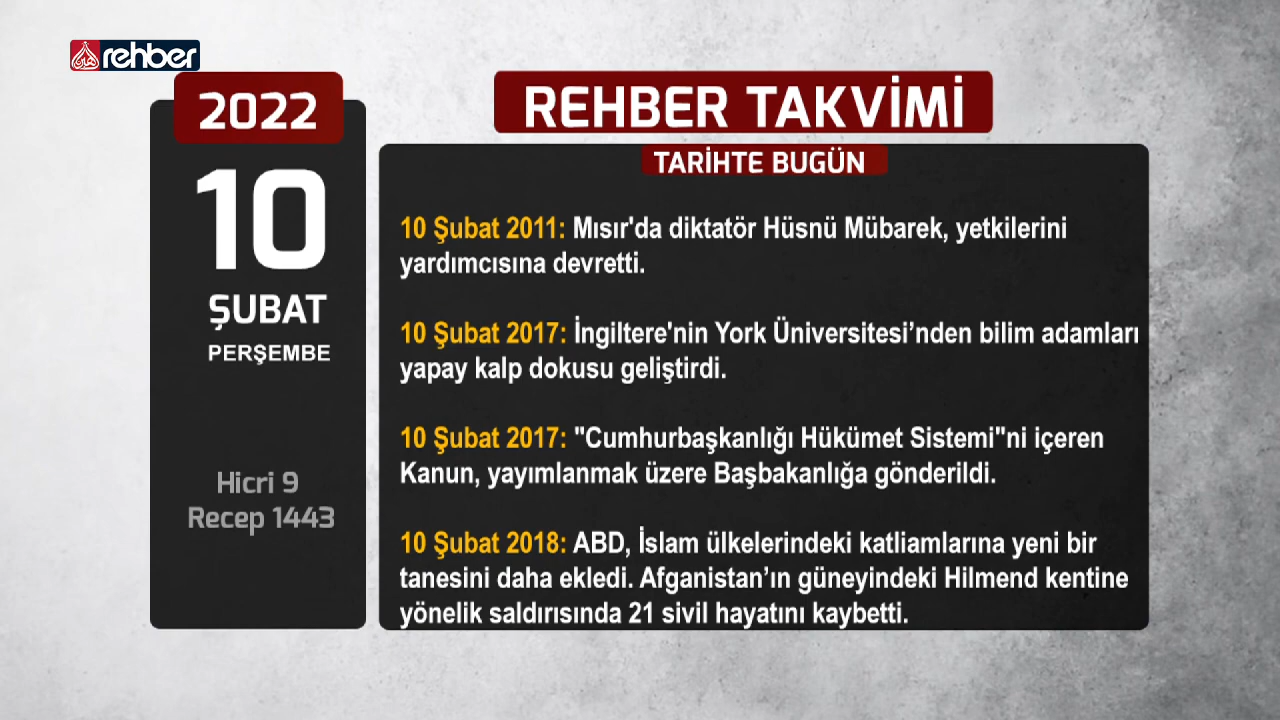 rehber
2022
10
ŞUBAT
PERŞEMBE
Hicri 9
Recep 1443
REHBER TAKVİMİ
TARİHTE BUGÜN
10 Şubat 2011: Mısır'da diktatör Hüsnü Mübarek, yetkilerini
yardımcısına devretti.
10 Şubat 2017: İngiltere'nin York Üniversitesi’nden bilim adamları
yapay kalp dokusu geliştirdi.
10 Şubat 2017: "Cumhurbaşkanlığı Hükümet Sistemi"ni içeren
Kanun, yayımlanmak üzere Başbakanlığa gönderildi.
10 Şubat 2018: ABD, İslam ülkelerindeki katliamlarına yeni bir
tanesini daha ekledi. Afganistan’ın güneyindeki Hilmend kentine
yönelik saldırısında 21 sivil hayatını kaybetti.